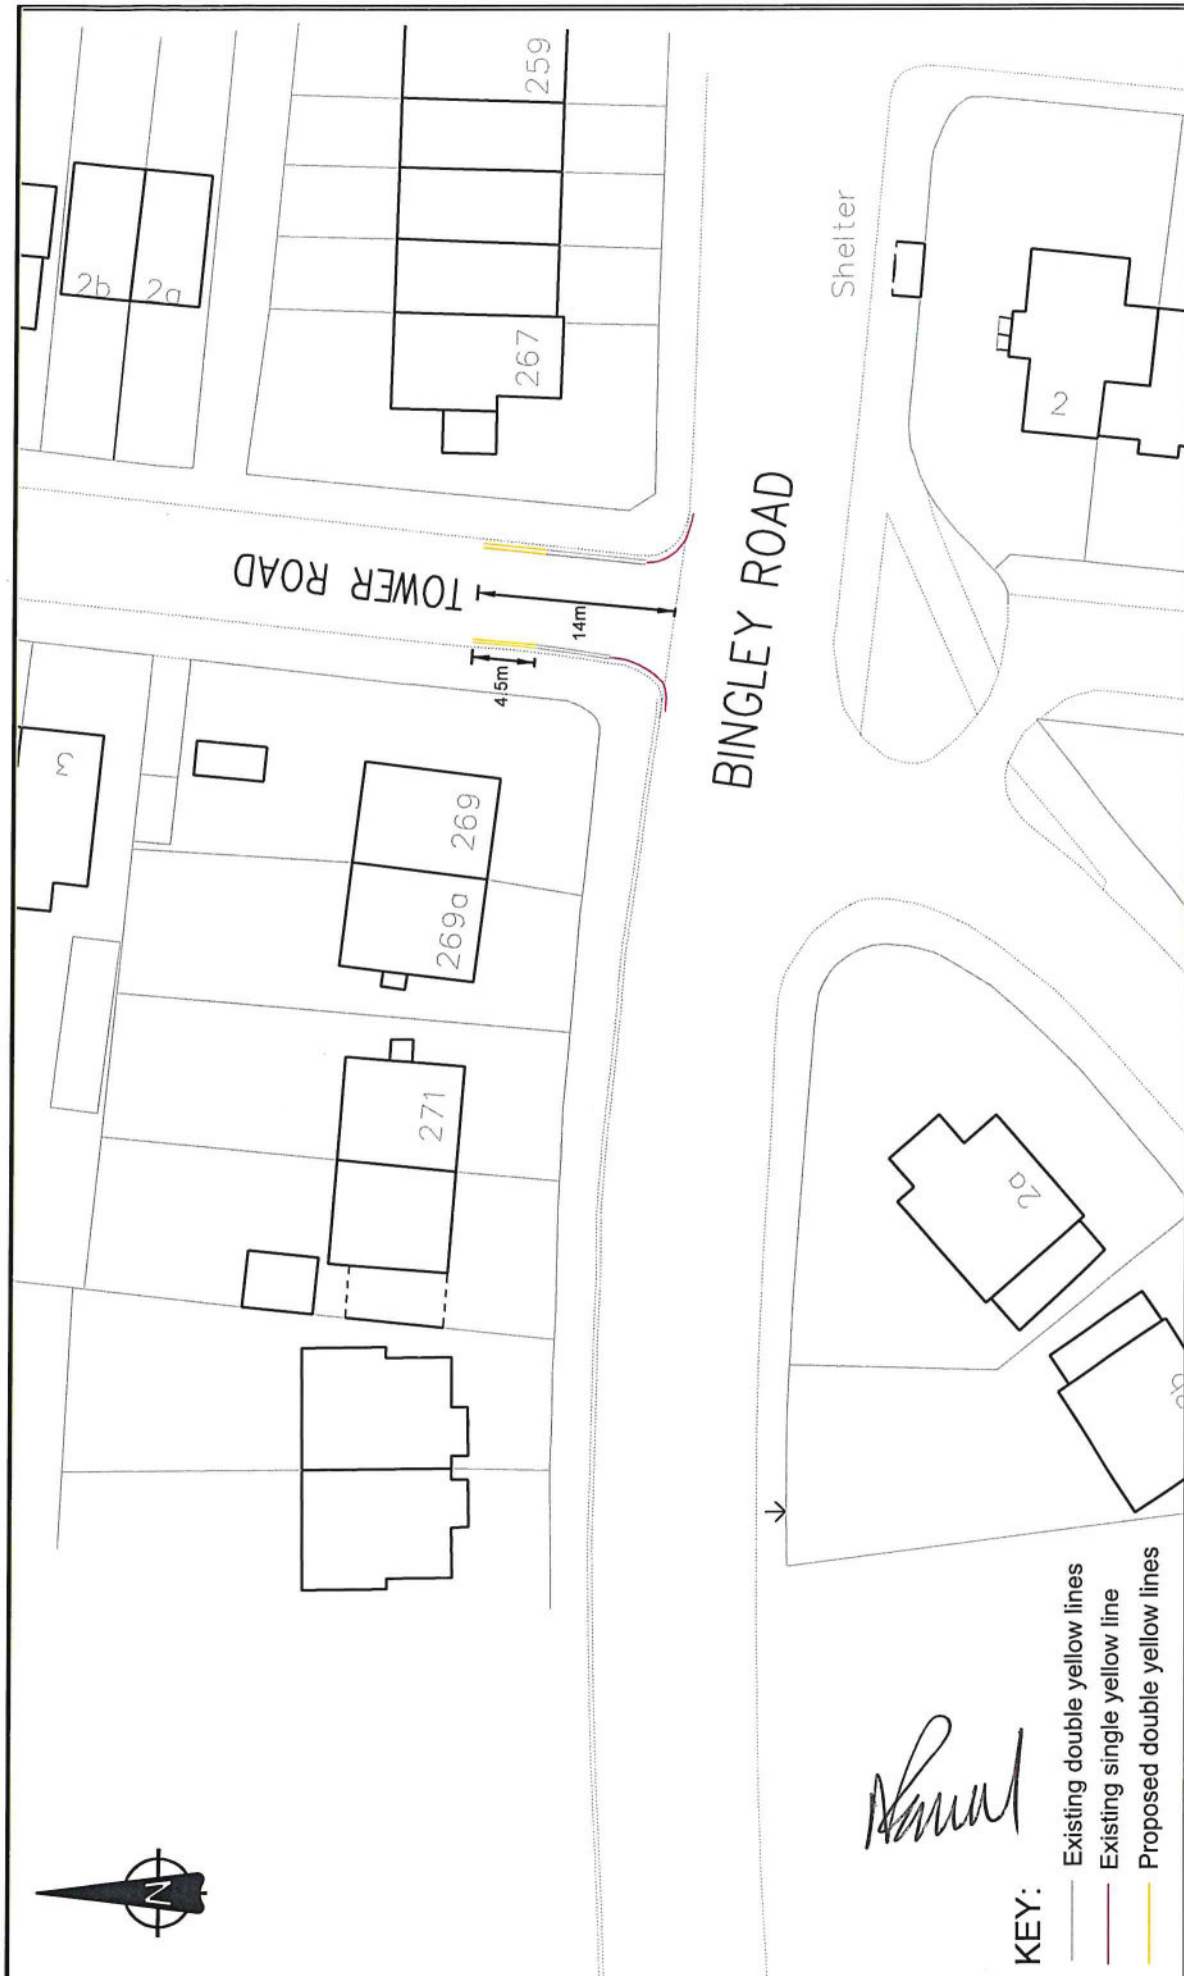 2b
2a
259
267
Shelter
2
TOWER ROAD
14m
4.5m
BINGLEY ROAD
3
269
269a
271
2a
N
KEY:
Existing double yellow lines
Existing single yellow line
Proposed double yellow lines